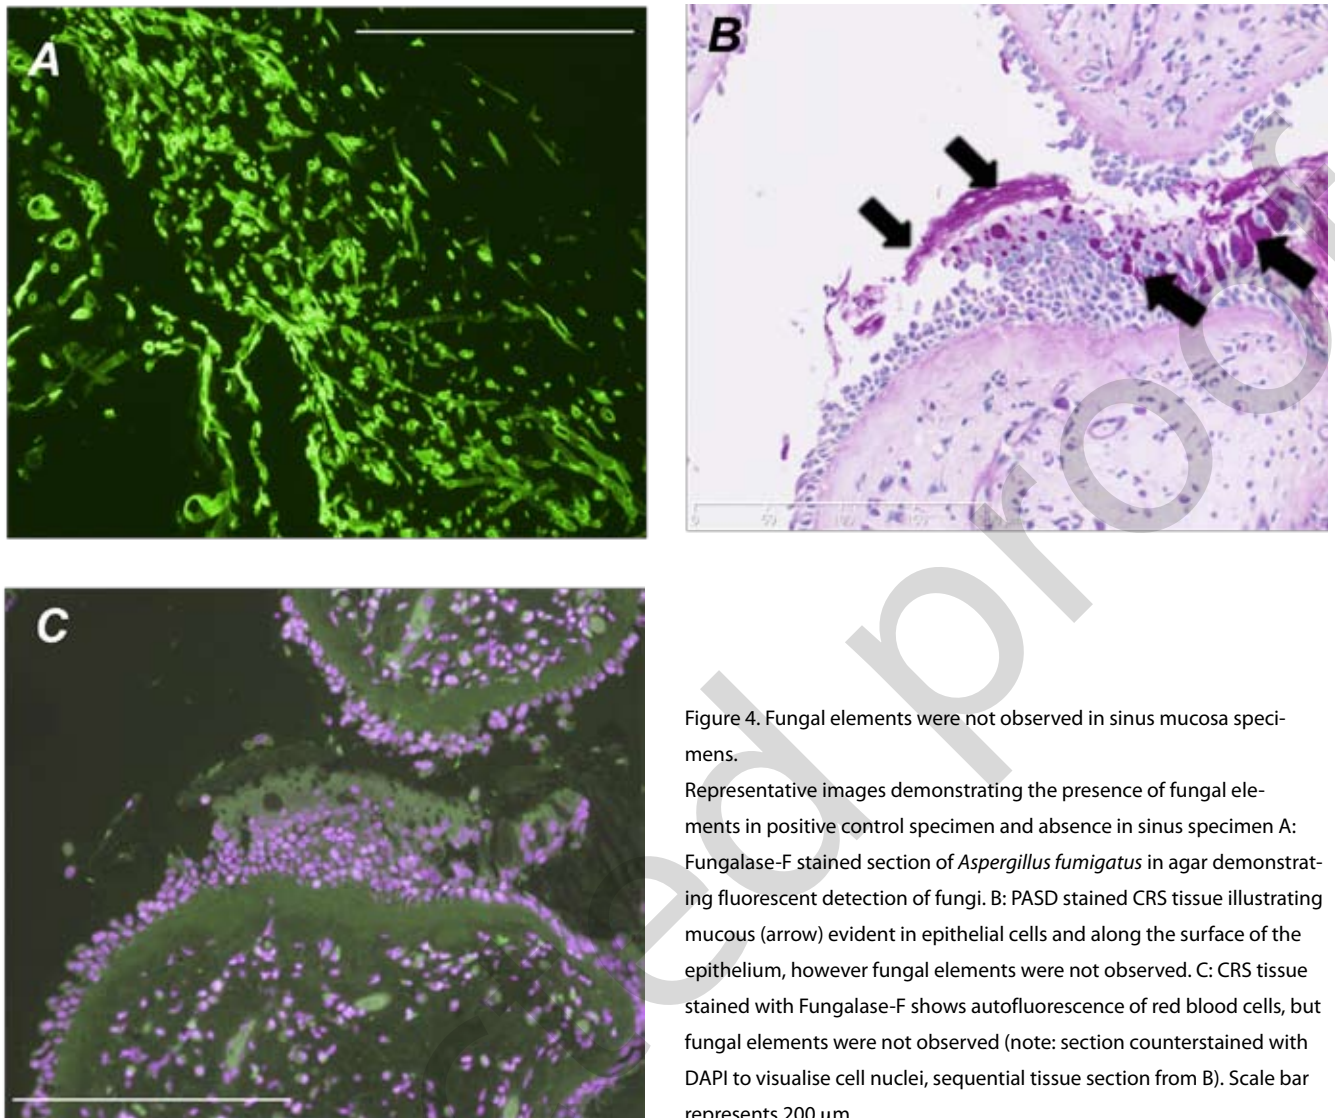 A
B
0 50
C
ed proof
Figure 4. Fungal elements were not observed in sinus mucosa speci-
mens.
Representative images demonstrating the presence of fungal ele-
ments in positive control specimen and absence in sinus specimen A:
Fungalase-F stained section of Aspergillus fumigatus in agar demonstrat-
ing fluorescent detection of fungi. B: PASD stained CRS tissue illustrating
mucous (arrow) evident in epithelial cells and along the surface of the
epithelium, however fungal elements were not observed. C: CRS tissue
stained with Fungalase-F shows autofluorescence of red blood cells, but
fungal elements were not observed (note: section counterstained with
DAPI to visualise cell nuclei, sequential tissue section from B). Scale bar
represents 200 µm.